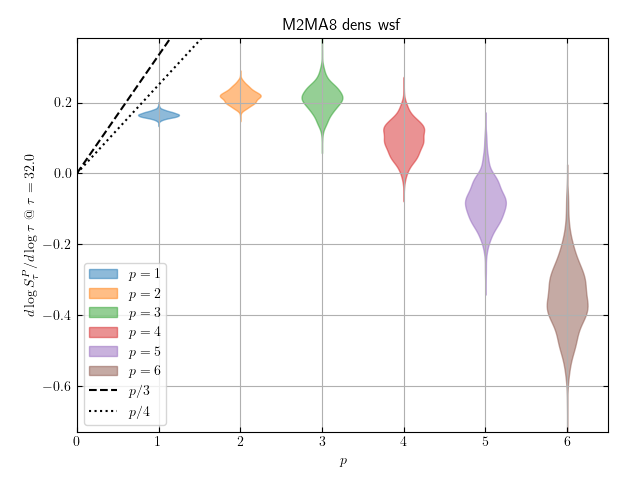 M2MA8 dens wsf
d log S_τ^P / d log τ @ τ = 32.0
0.2
0.0
−0.2
−0.4
−0.6
p = 1
p = 2
p = 3
p = 4
p = 5
p = 6
p/3
p/4
0 1 2 3 4 5 6
p